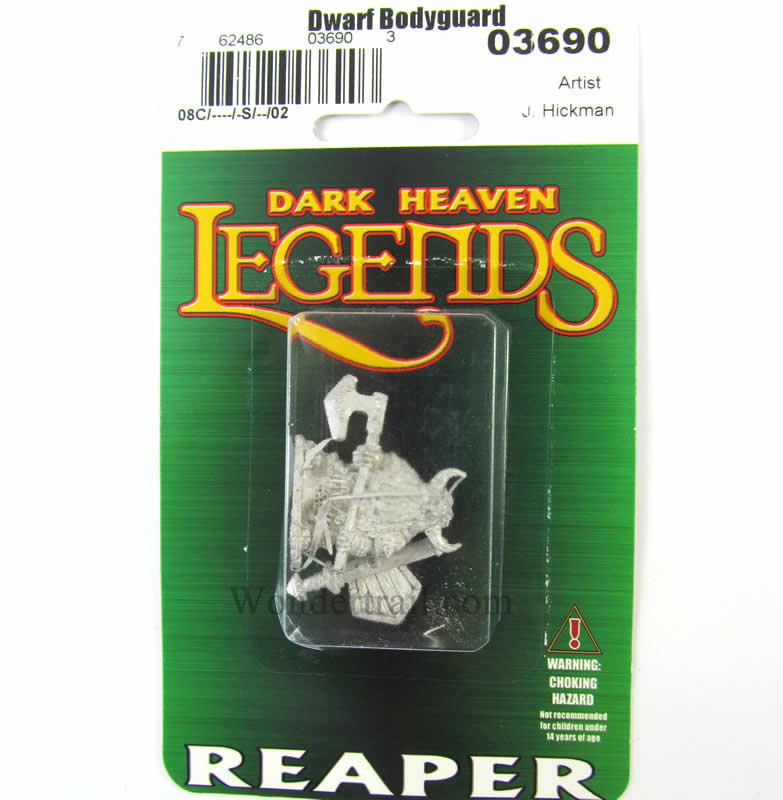 Dwarf Bodyguard
7 62486 03690 3
03690
Artist
J. Hickman
08C/----/-S/--/02
DARK HEAVEN
LEGENDS
Wondertrail.com
WARNING:
CHOKING
HAZARD
Not recommended
for children under
14 years of age
REAPER